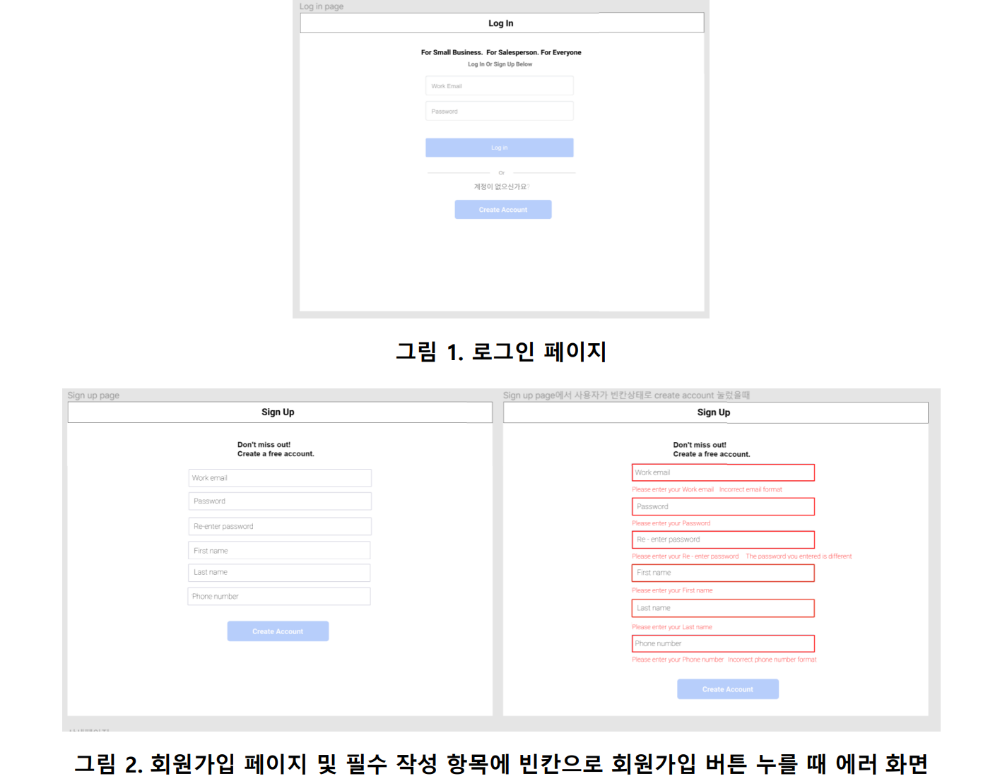 Log in page
Log In
For Small Business. For Salesperson. For Everyone
Log In Or Sign Up Below
Work Email
Password
Log in
Or
계정이 없으신가요?
Create Account
그림 1. 로그인 페이지
Sign up page
Sign Up
Don't miss out!
Create a free account.
Work email
Password
Re-enter password
First name
Last name
Phone number
Create Account
Sign up page에서 사용자가 빈칸상태로 create account 눌렀을때
Sign Up
Don't miss out!
Create a free account.
Work email
Please enter your Work email Incorrect email format
Password
Please enter your Password
Re - enter password
Please enter your Re - enter password The password you entered is different
First name
Please enter your First name
Last name
Please enter your Last name
Phone number
Please enter your Phone number Incorrect phone number format
Create Account
그림 2. 회원가입 페이지 및 필수 작성 항목에 빈칸으로 회원가입 버튼 누를 때 에러 화면